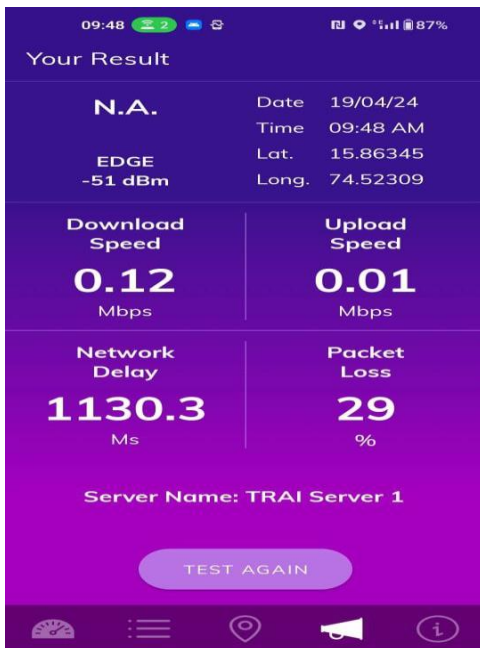 09:48 2 87%
Your Result
N.A.
Date 19/04/24
Time 09:48 AM
EDGE
-51 dBm
Lat. 15.86345
Long. 74.52309
Download
Speed
0.12
Mbps
Upload
Speed
0.01
Mbps
Network
Delay
1130.3
Ms
Packet
Loss
29
%
Server Name: TRAI Server 1
TEST AGAIN